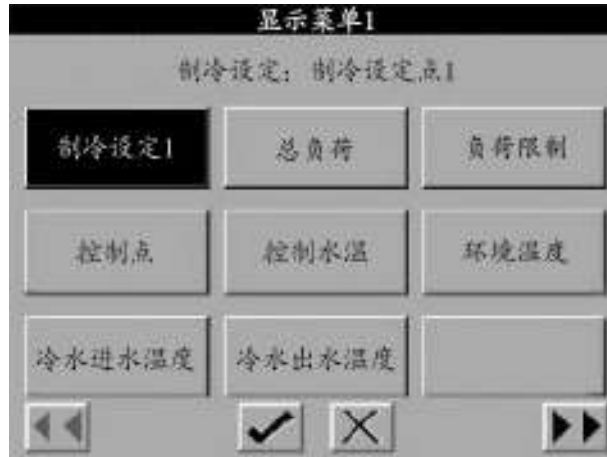 显示菜单1
制冷设定: 制冷设定点1
制冷设定1
总负荷
负荷限制
控制点
控制水温
环境温度
冷水进水温度
冷水出水温度